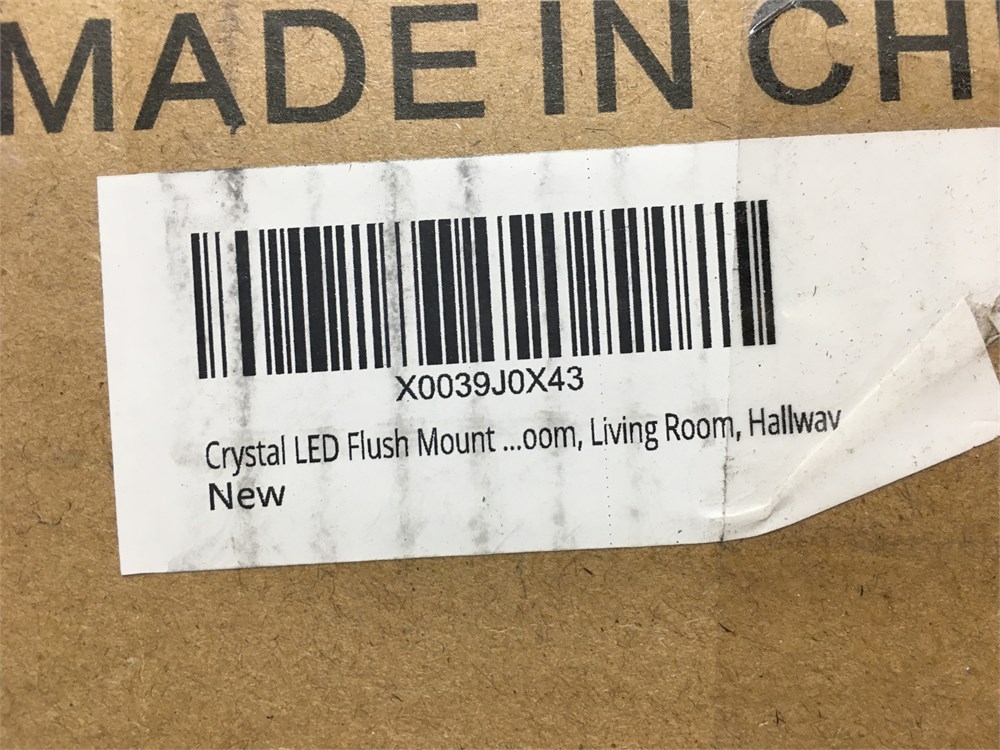 MADE IN CH
X0039J0X43
Crystal LED Flush Mount ...oom, Living Room, Hallway
New